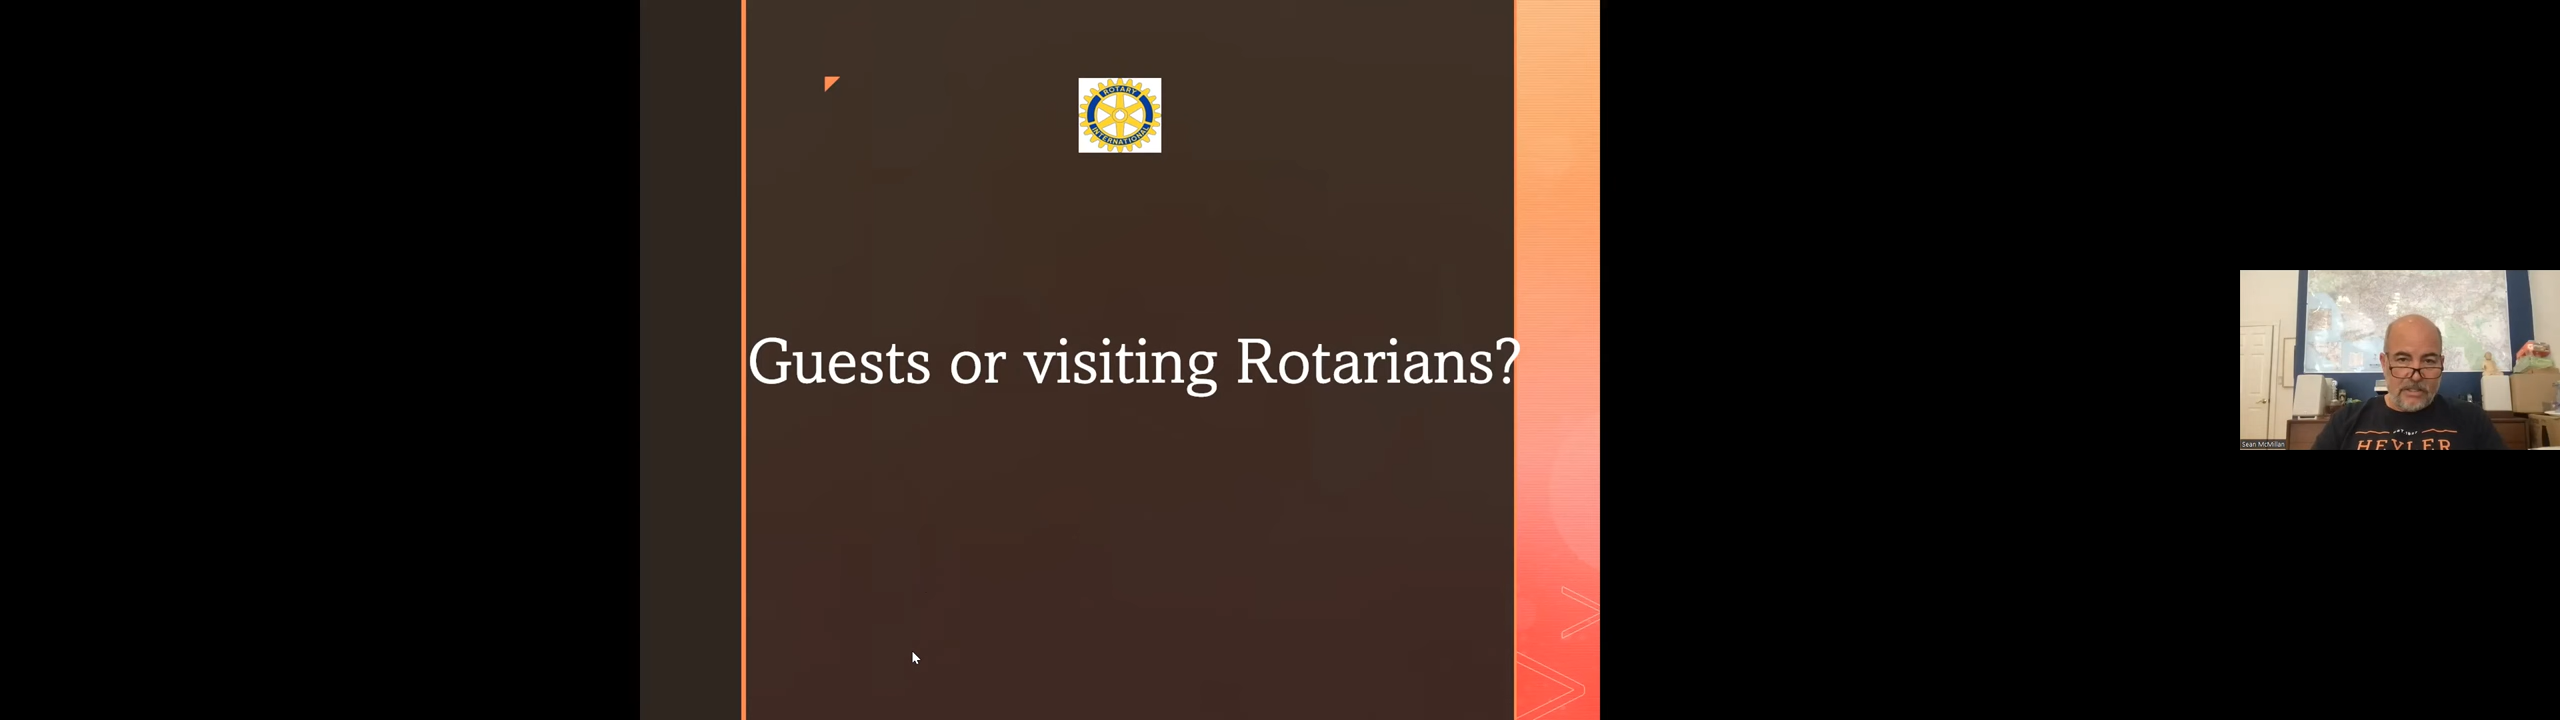 ROTARY
INTERNATIONAL
Guests or visiting Rotarians?
Sean McMillan
HEYLER